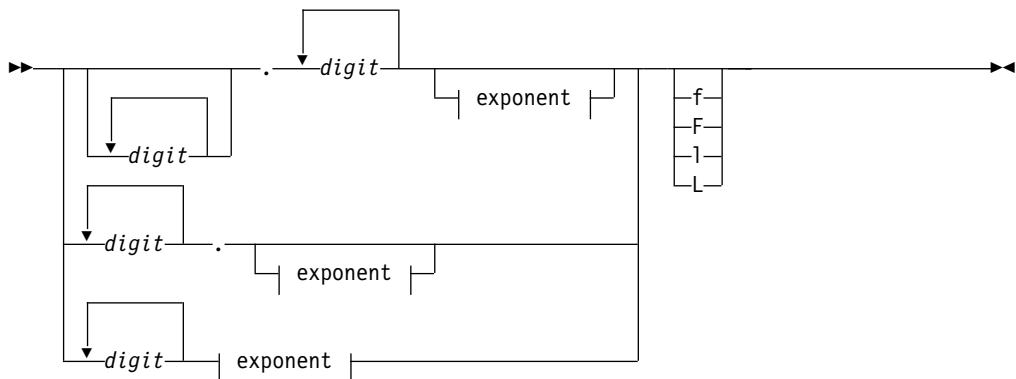 . digit
exponent
f
digit
F
l
L
digit .
exponent
digit exponent